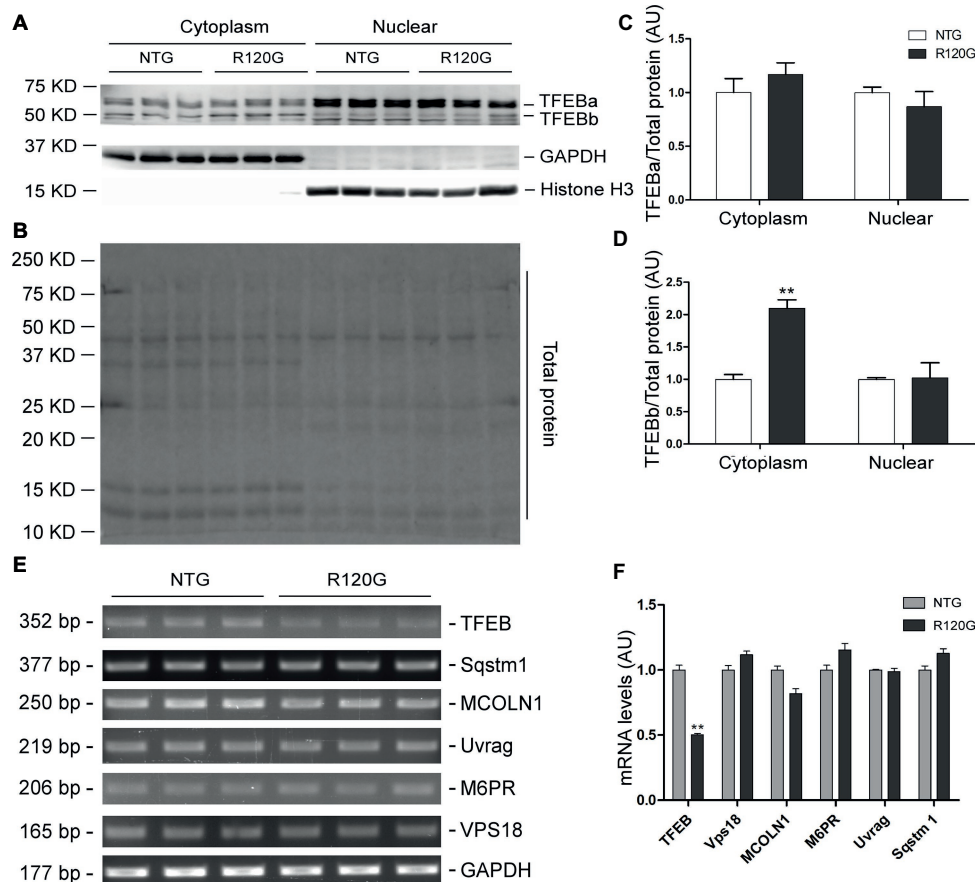 A
Cytoplasm Nuclear
NTG R120G NTG R120G
75 KD
50 KD
37 KD
15 KD
TFEBa
TFEBb
GAPDH
Histone H3
B
250 KD
75 KD
50 KD
37 KD
25 KD
20 KD
15 KD
10 KD
Total protein
C
TFEBa/Total protein (AU)
1.5
1.0
0.5
0.0
NTG
R120G
Cytoplasm Nuclear
D
TFEBb/Total protein (AU)
2.5
2.0
1.5
1.0
0.5
0.0
**
Cytoplasm Nuclear
E
NTG R120G
352 bp - - TFEB
377 bp - - Sqstm1
250 bp - - MCOLN1
219 bp - - Uvrag
206 bp - - M6PR
165 bp - - VPS18
177 bp - - GAPDH
F
mRNA levels (AU)
1.5
1.0
0.5
0.0
NTG
R120G
**
TFEB Vps18 MCOLN1 M6PR Uvrag Sqstm 1